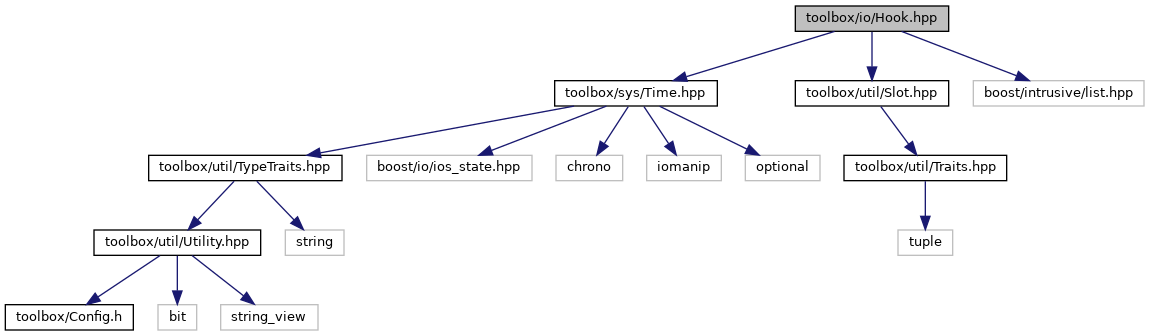 toolbox/io/Hook.hpp
toolbox/sys/Time.hpp
toolbox/util/Slot.hpp
boost/intrusive/list.hpp
toolbox/util/TypeTraits.hpp
boost/io/ios_state.hpp
chrono
iomanip
optional
toolbox/util/Traits.hpp
toolbox/util/Utility.hpp
string
tuple
toolbox/Config.h
bit
string_view